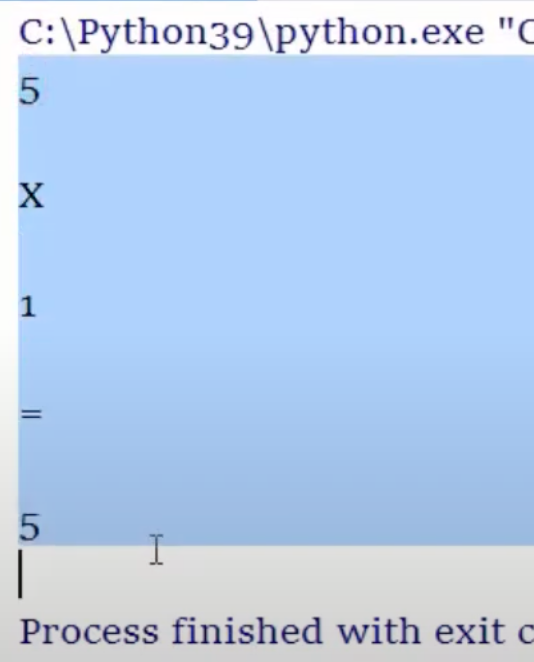 C:\Python39\python.exe "C
5
X
1
=
5
Process finished with exit c